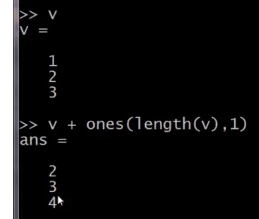 >> v
v =
1
2
3
>> v + ones(length(v),1)
ans =
2
3
4